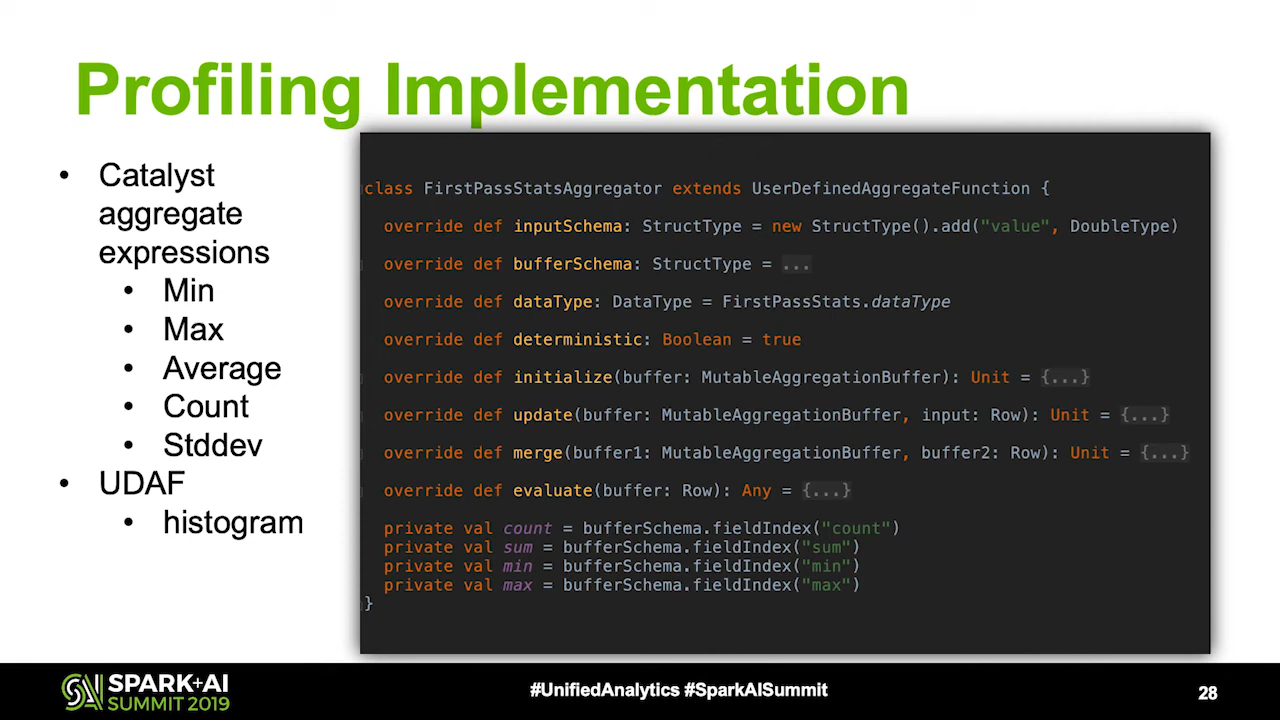 Profiling Implementation
• Catalyst
aggregate
expressions
• Min
• Max
• Average
• Count
• Stddev
• UDAF
• histogram
class FirstPassStatsAggregator extends UserDefinedAggregateFunction {
override def inputSchema: StructType = new StructType().add("value", DoubleType)
override def bufferSchema: StructType = ...
override def dataType: DataType = FirstPassStats.dataType
override def deterministic: Boolean = true
override def initialize(buffer: MutableAggregationBuffer): Unit = {...}
override def update(buffer: MutableAggregationBuffer, input: Row): Unit = {...}
override def merge(buffer1: MutableAggregationBuffer, buffer2: Row): Unit = {...}
override def evaluate(buffer: Row): Any = {...}
private val count = bufferSchema.fieldIndex("count")
private val sum = bufferSchema.fieldIndex("sum")
private val min = bufferSchema.fieldIndex("min")
private val max = bufferSchema.fieldIndex("max")
}
SPARK+AI
SUMMIT 2019
#UnifiedAnalytics #SparkAISummit
28